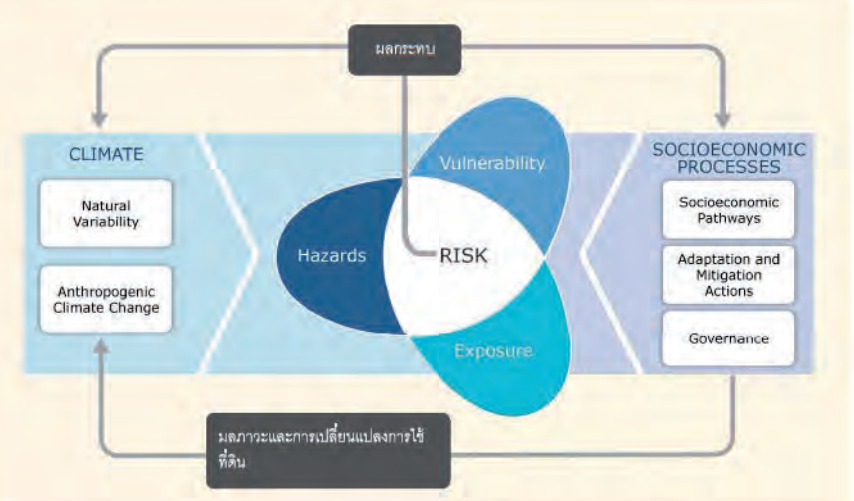 ผลกระทบ
CLIMATE
Natural
Variability
Anthropogenic
Climate Change
Hazards
Vulnerability
RISK
Exposure
SOCIOECONOMIC
PROCESSES
Socioeconomic
Pathways
Adaptation and
Mitigation
Actions
Governance
มลภาวะและการเปลี่ยนแปลงการใช้
ที่ดิน